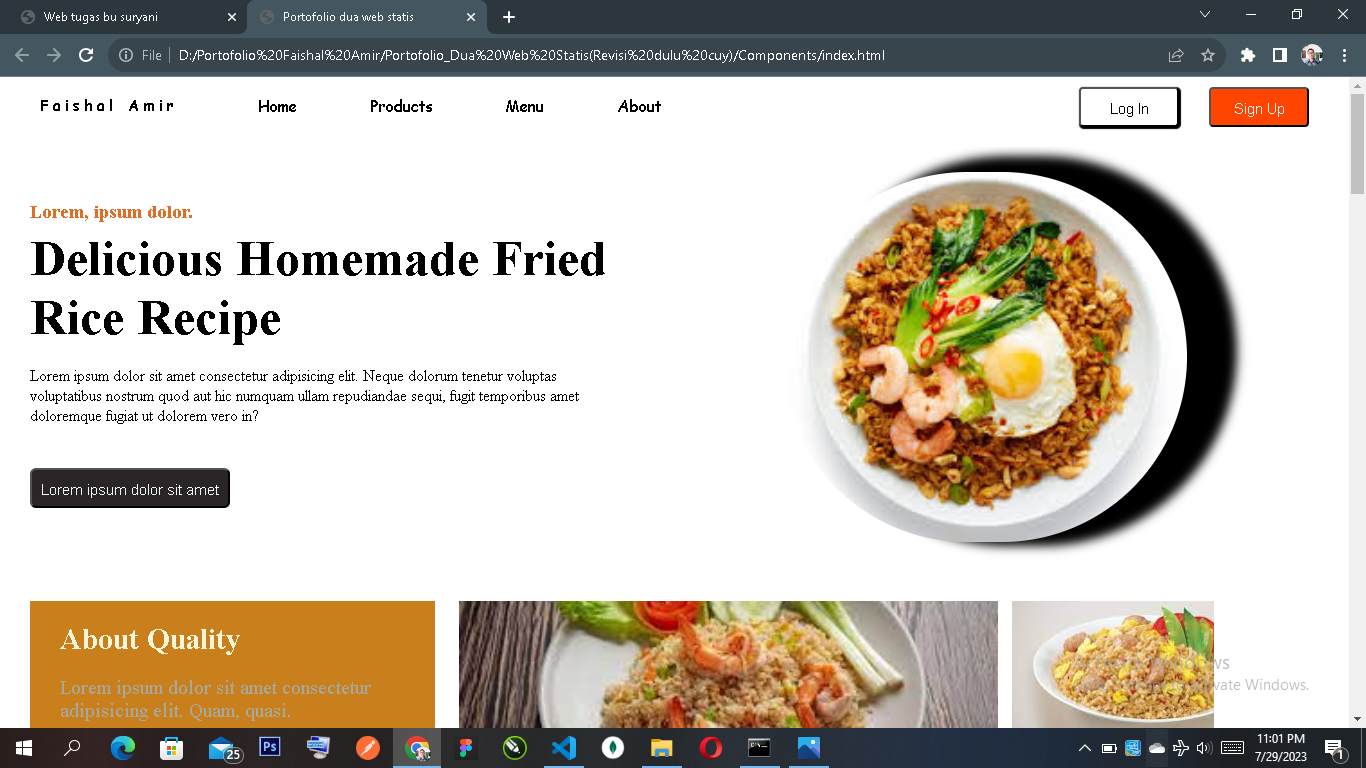 Web tugas bu suryani
Portofolio dua web statis
File
D:/Portofolio%20Faishal%20Amir/Portofolio_Dua%20Web%20Statis(Revisi%20dulu%20cuy)/Components/index.html
Faishal Amir
Home
Products
Menu
About
Log In
Sign Up
Lorem, ipsum dolor.
Delicious Homemade Fried
Rice Recipe
Lorem ipsum dolor sit amet consectetur adipisicing elit. Neque dolorum tenetur voluptas
voluptatibus nostrum quod aut hic numquam ullam repudiandae sequi, fugit temporibus amet
doloremque fugiat ut dolorem vero in?
Lorem ipsum dolor sit amet
About Quality
Lorem ipsum dolor sit amet consectetur
adipisicing elit. Quam, quasi.
Activate Windows
activate Windows.
25
Ps
11:01 PM
7/29/2023
1